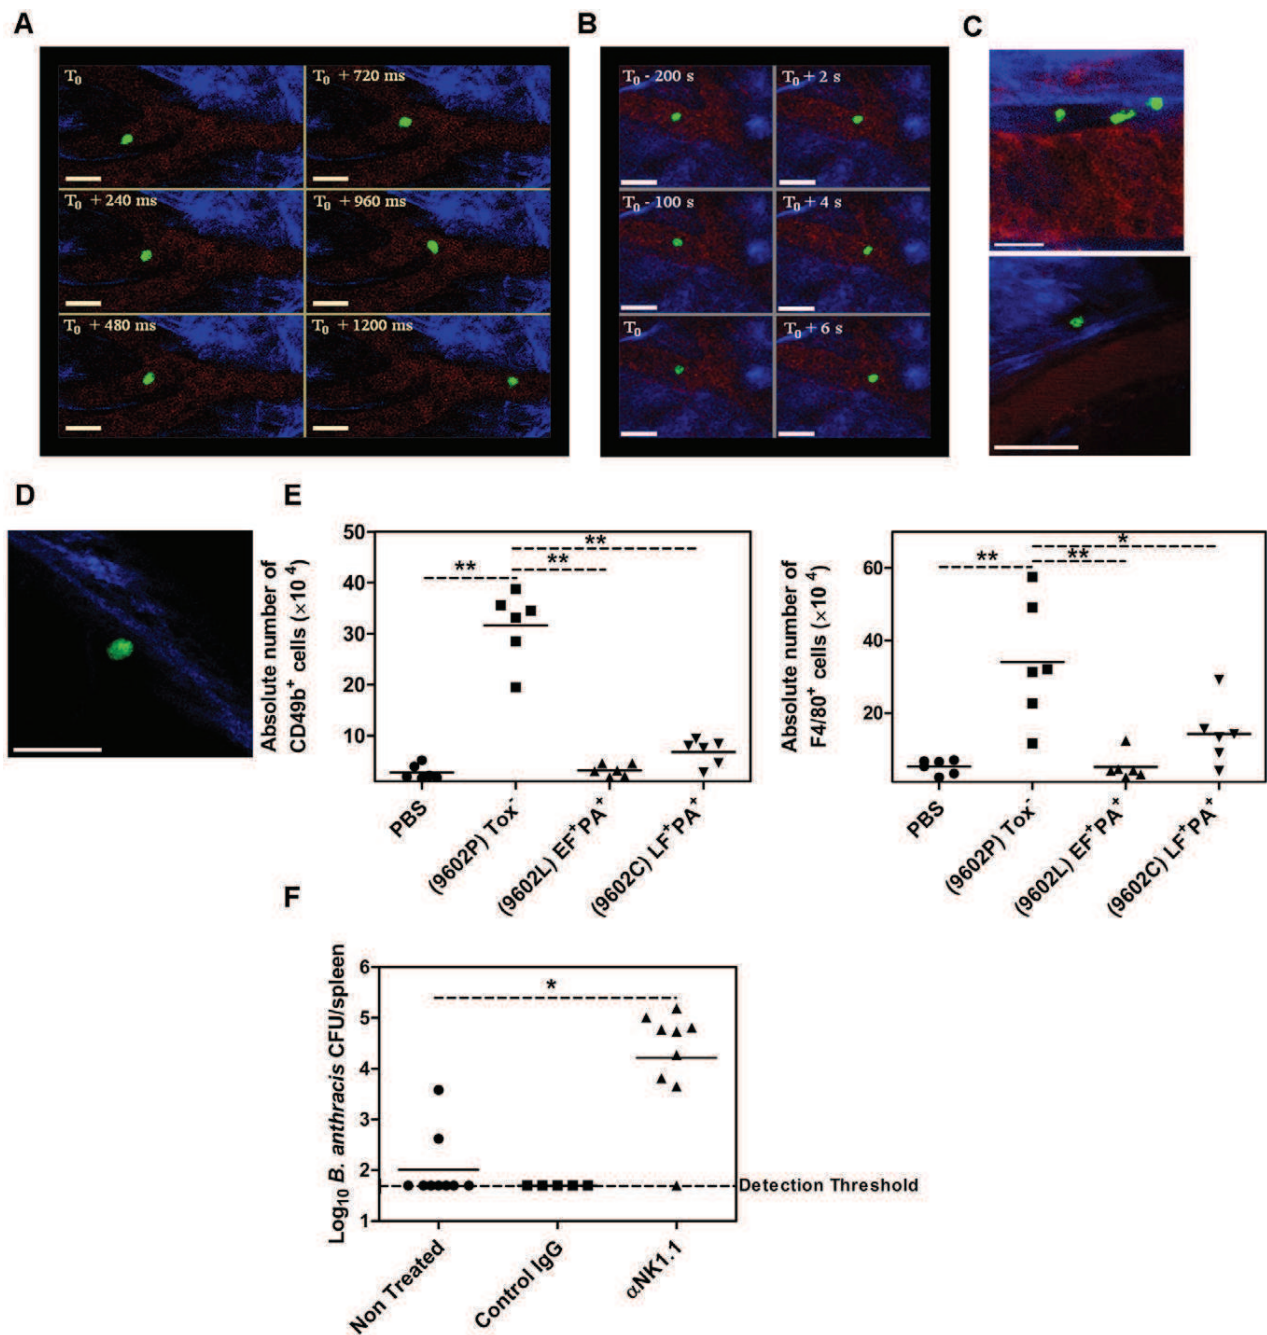 A
B
C
T0
T0 + 720 ms
T0 + 240 ms
T0 + 960 ms
T0 + 480 ms
T0 + 1200 ms
T0 - 200 s
T0 + 2 s
T0 - 100 s
T0 + 4 s
T0
T0 + 6 s
D
E
Absolute number of
CD49b+ cells (×10 4)
50
40
30
20
10
**
**
**
PBS
(9602P) Tox-
(9602L) EF+PA+
(9602C) LF+PA+
Absolute number of
F4/80+ cells (×10 4)
60
40
20
**
**
*
PBS
(9602P) Tox-
(9602L) EF+PA+
(9602C) LF+PA+
F
Log10 B. anthracis CFU/spleen
6
5
4
3
2
1
*
Detection Threshold
Non Treated
Control IgG
αNK1.1